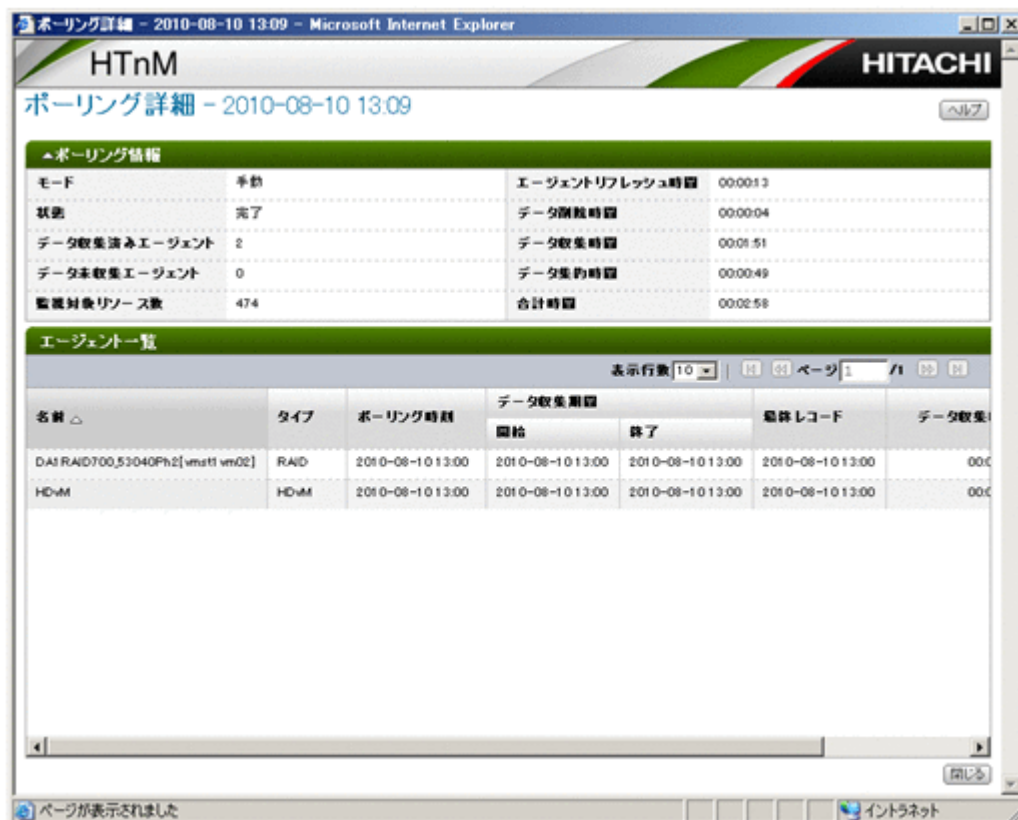 ポーリング詳細 - 2010-08-10 13:09 - Microsoft Internet Explorer
HTnM
HITACHI
ポーリング詳細 - 2010-08-10 13:09
ヘルプ
▲ポーリング情報
モード 手動 エージェントリフレッシュ時間 00:00:13
状態 完了 データ削除時間 00:00:04
データ収集済みエージェント 2 データ収集時間 00:01:51
データ未収集エージェント 0 データ集約時間 00:00:49
監視対象リソース数 474 合計時間 00:02:58
エージェント一覧
表示行数 10 ページ 1 /1
データ収集期間
名前 △ タイプ ポーリング時刻 開始 終了 最終レコード データ収集
DA1RAID700,53040Ph2[vmst1vm02] RAID 2010-08-10 13:00 2010-08-10 13:00 2010-08-10 13:00 2010-08-10 13:00 00:0
HDvM HDvM 2010-08-10 13:00 2010-08-10 13:00 2010-08-10 13:00 2010-08-10 13:00 00:0
閉じる
ページが表示されました イントラネット